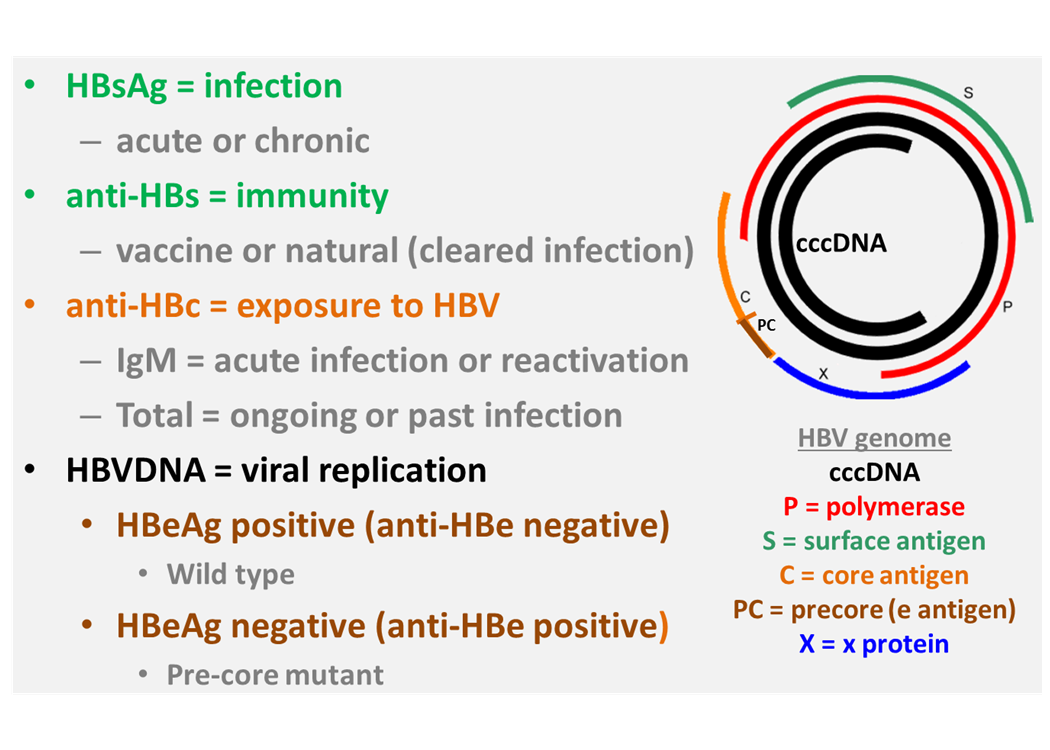 • HBsAg = infection
– acute or chronic
• anti-HBs = immunity
– vaccine or natural (cleared infection)
• anti-HBc = exposure to HBV
– IgM = acute infection or reactivation
– Total = ongoing or past infection
• HBVDNA = viral replication
• HBeAg positive (anti-HBe negative)
• Wild type
• HBeAg negative (anti-HBe positive)
• Pre-core mutant
S
cccDNA
C
PC
P
X
HBV genome
cccDNA
P = polymerase
S = surface antigen
C = core antigen
PC = precore (e antigen)
X = x protein